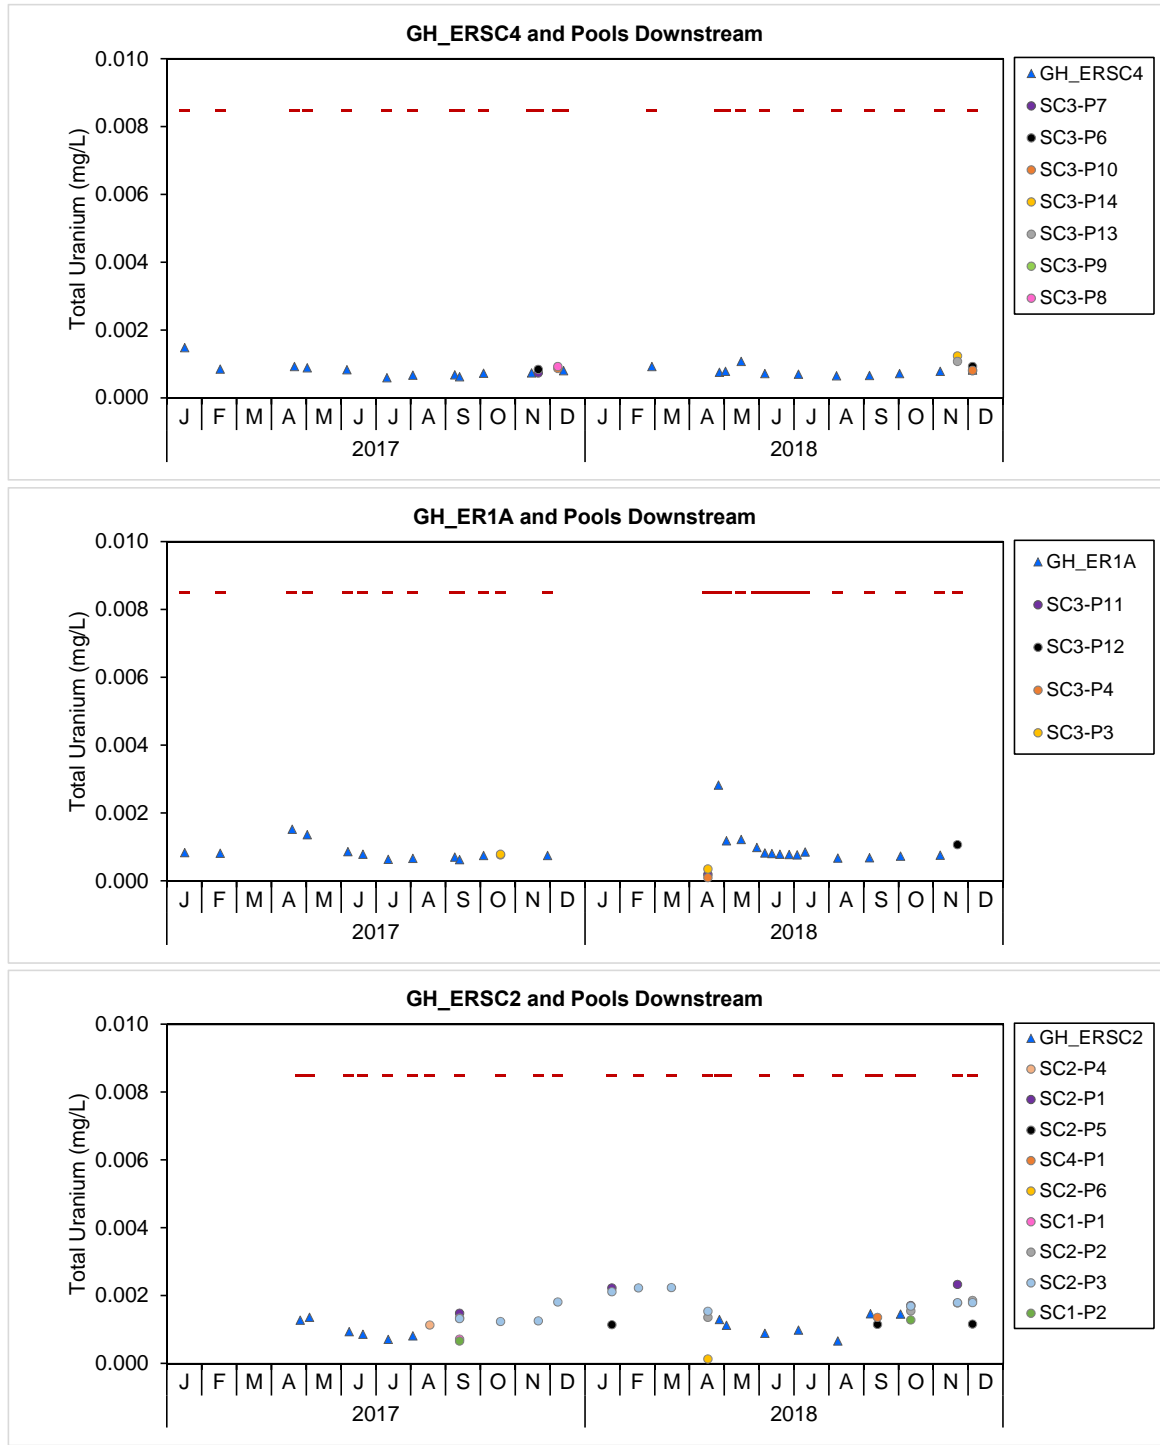 GH_ERSC4 and Pools Downstream
0.010
0.008
0.006
0.004
0.002
0.000
Total Uranium (mg/L)
J F M A M J J A S O N D J F M A M J J A S O N D
2017 2018
GH_ERSC4
SC3-P7
SC3-P6
SC3-P10
SC3-P14
SC3-P13
SC3-P9
SC3-P8
GH_ER1A and Pools Downstream
0.010
0.008
0.006
0.004
0.002
0.000
Total Uranium (mg/L)
J F M A M J J A S O N D J F M A M J J A S O N D
2017 2018
GH_ER1A
SC3-P11
SC3-P12
SC3-P4
SC3-P3
GH_ERSC2 and Pools Downstream
0.010
0.008
0.006
0.004
0.002
0.000
Total Uranium (mg/L)
J F M A M J J A S O N D J F M A M J J A S O N D
2017 2018
GH_ERSC2
SC2-P4
SC2-P1
SC2-P5
SC4-P1
SC2-P6
SC1-P1
SC2-P2
SC2-P3
SC1-P2